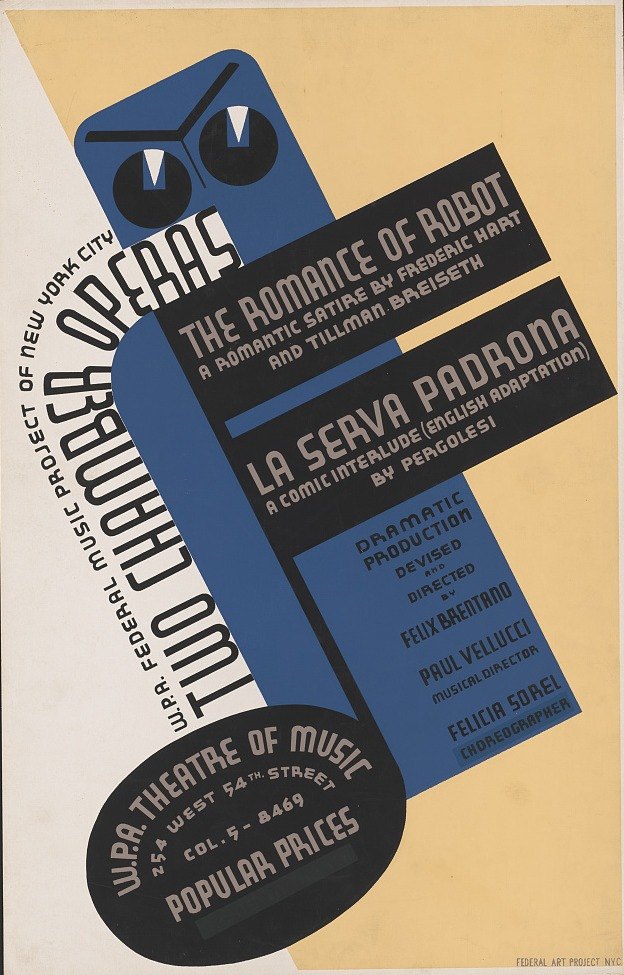 W.P.A. FEDERAL MUSIC PROJECT OF NEW YORK CITY
TWO CHAMBER OPERAS
THE ROMANCE OF ROBOT
A ROMANTIC SATIRE BY FREDERIC HART
AND TILLMAN BREISETH
LA SERVA PADRONA
A COMIC INTERLUDE (ENGLISH ADAPTATION)
BY PERGOLESI
DRAMATIC
PRODUCTION
DEVISED
AND
DIRECTED
BY
FELIX BRENTANO
PAUL VELLUCCI
MUSICAL DIRECTOR
FELICIA SOREL
CHOREOGRAPHER
W.P.A. THEATRE OF MUSIC
254 WEST 54TH. STREET
COL. 5-8469
POPULAR PRICES
FEDERAL ART PROJECT N.Y.C.